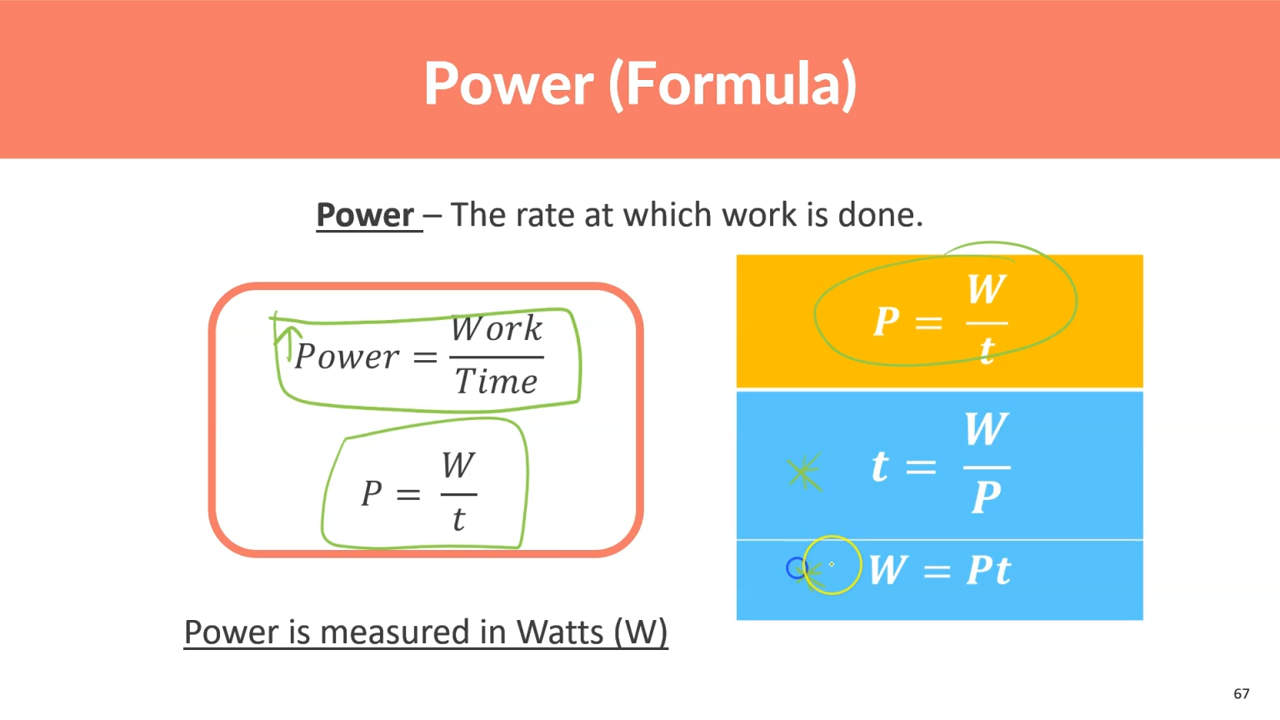 Power (Formula)
Power – The rate at which work is done.
Power = Work / Time
P = W / t
Power is measured in Watts (W)
P = W / t
t = W / P
W = Pt
67